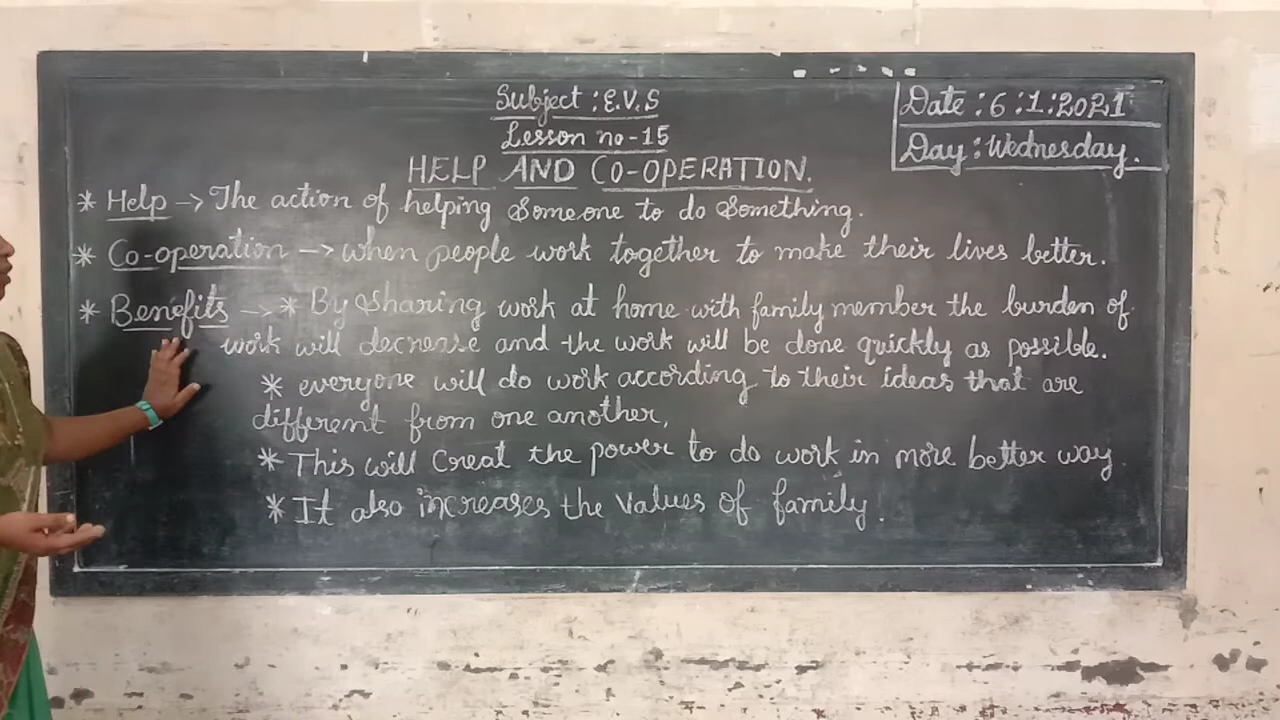 Subject : E.V.S
Lesson no-15
Date : 6 : 1 : 2021
Day : Wednesday.
HELP AND CO-OPERATION.
* Help → The action of helping someone to do something.
* Co-operation → when people work together to make their lives better.
* Benefits → * By sharing work at home with family member the burden of
work will decrease and the work will be done quickly as possible.
* everyone will do work according to their ideas that are
different from one another,
* This will Creat the power to do work in more better way
* It also increases the values of family.